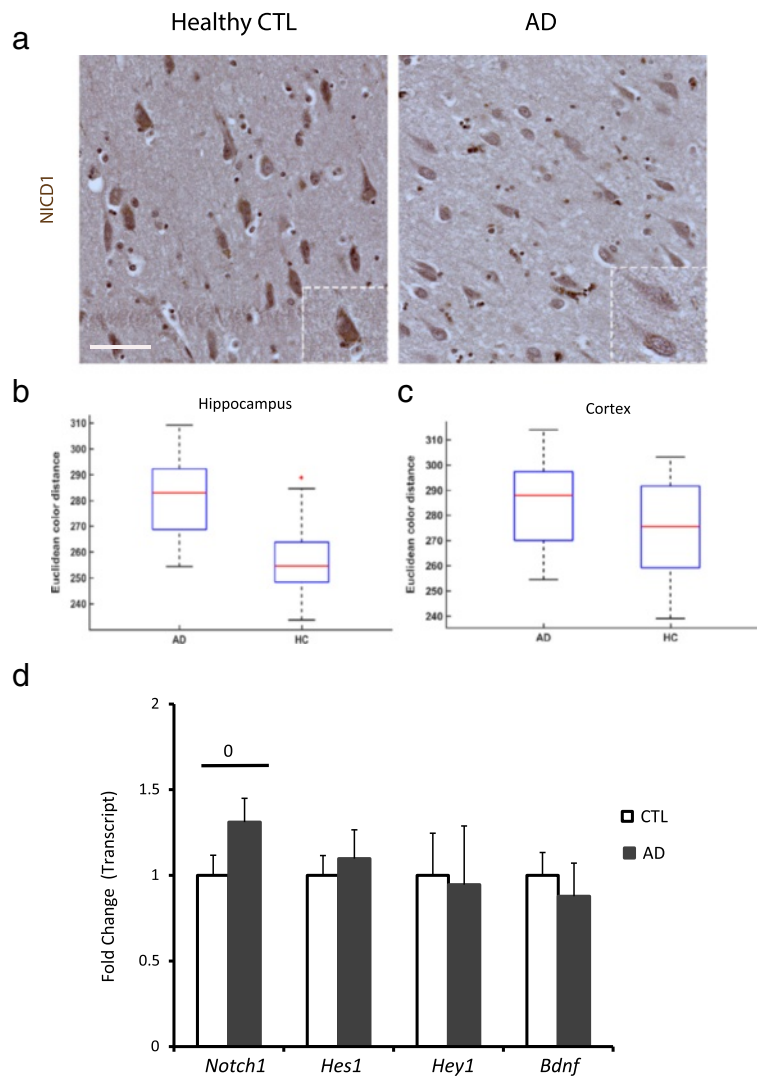 Healthy CTL AD
a
NICD1
b
Hippocampus
Euclidean color distance
310
300
290
280
270
260
250
240
AD HC
c
Cortex
Euclidean color distance
310
300
290
280
270
260
250
240
AD HC
d
Fold Change (Transcript)
2
1.5
1
0.5
0
0
CTL
AD
Notch1 Hes1 Hey1 Bdnf